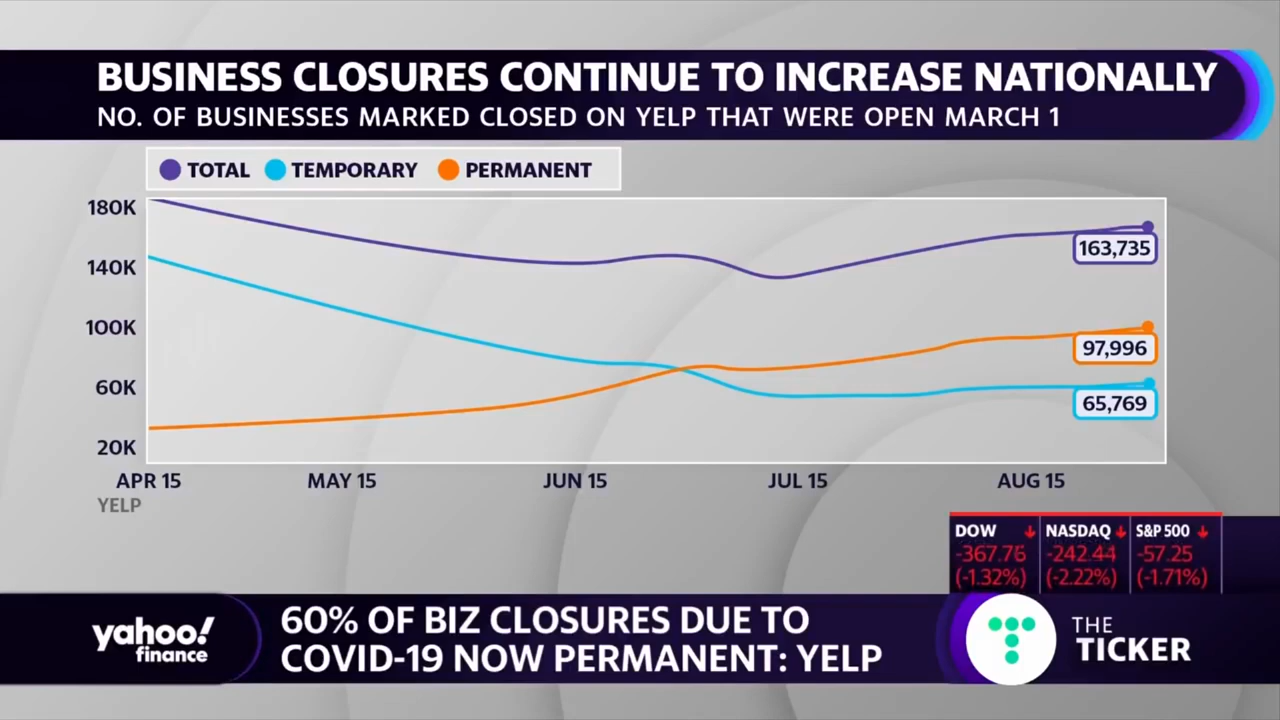 BUSINESS CLOSURES CONTINUE TO INCREASE NATIONALLY
NO. OF BUSINESSES MARKED CLOSED ON YELP THAT WERE OPEN MARCH 1
TOTAL TEMPORARY PERMANENT
180K
140K
100K
60K
20K
163,735
97,996
65,769
APR 15 MAY 15 JUN 15 JUL 15 AUG 15
YELP
DOW NASDAQ S&P 500
-367.76 -242.44 -57.25
(-1.32%) (-2.22%) (-1.71%)
yahoo!
finance
60% OF BIZ CLOSURES DUE TO
COVID-19 NOW PERMANENT: YELP
THE
TICKER